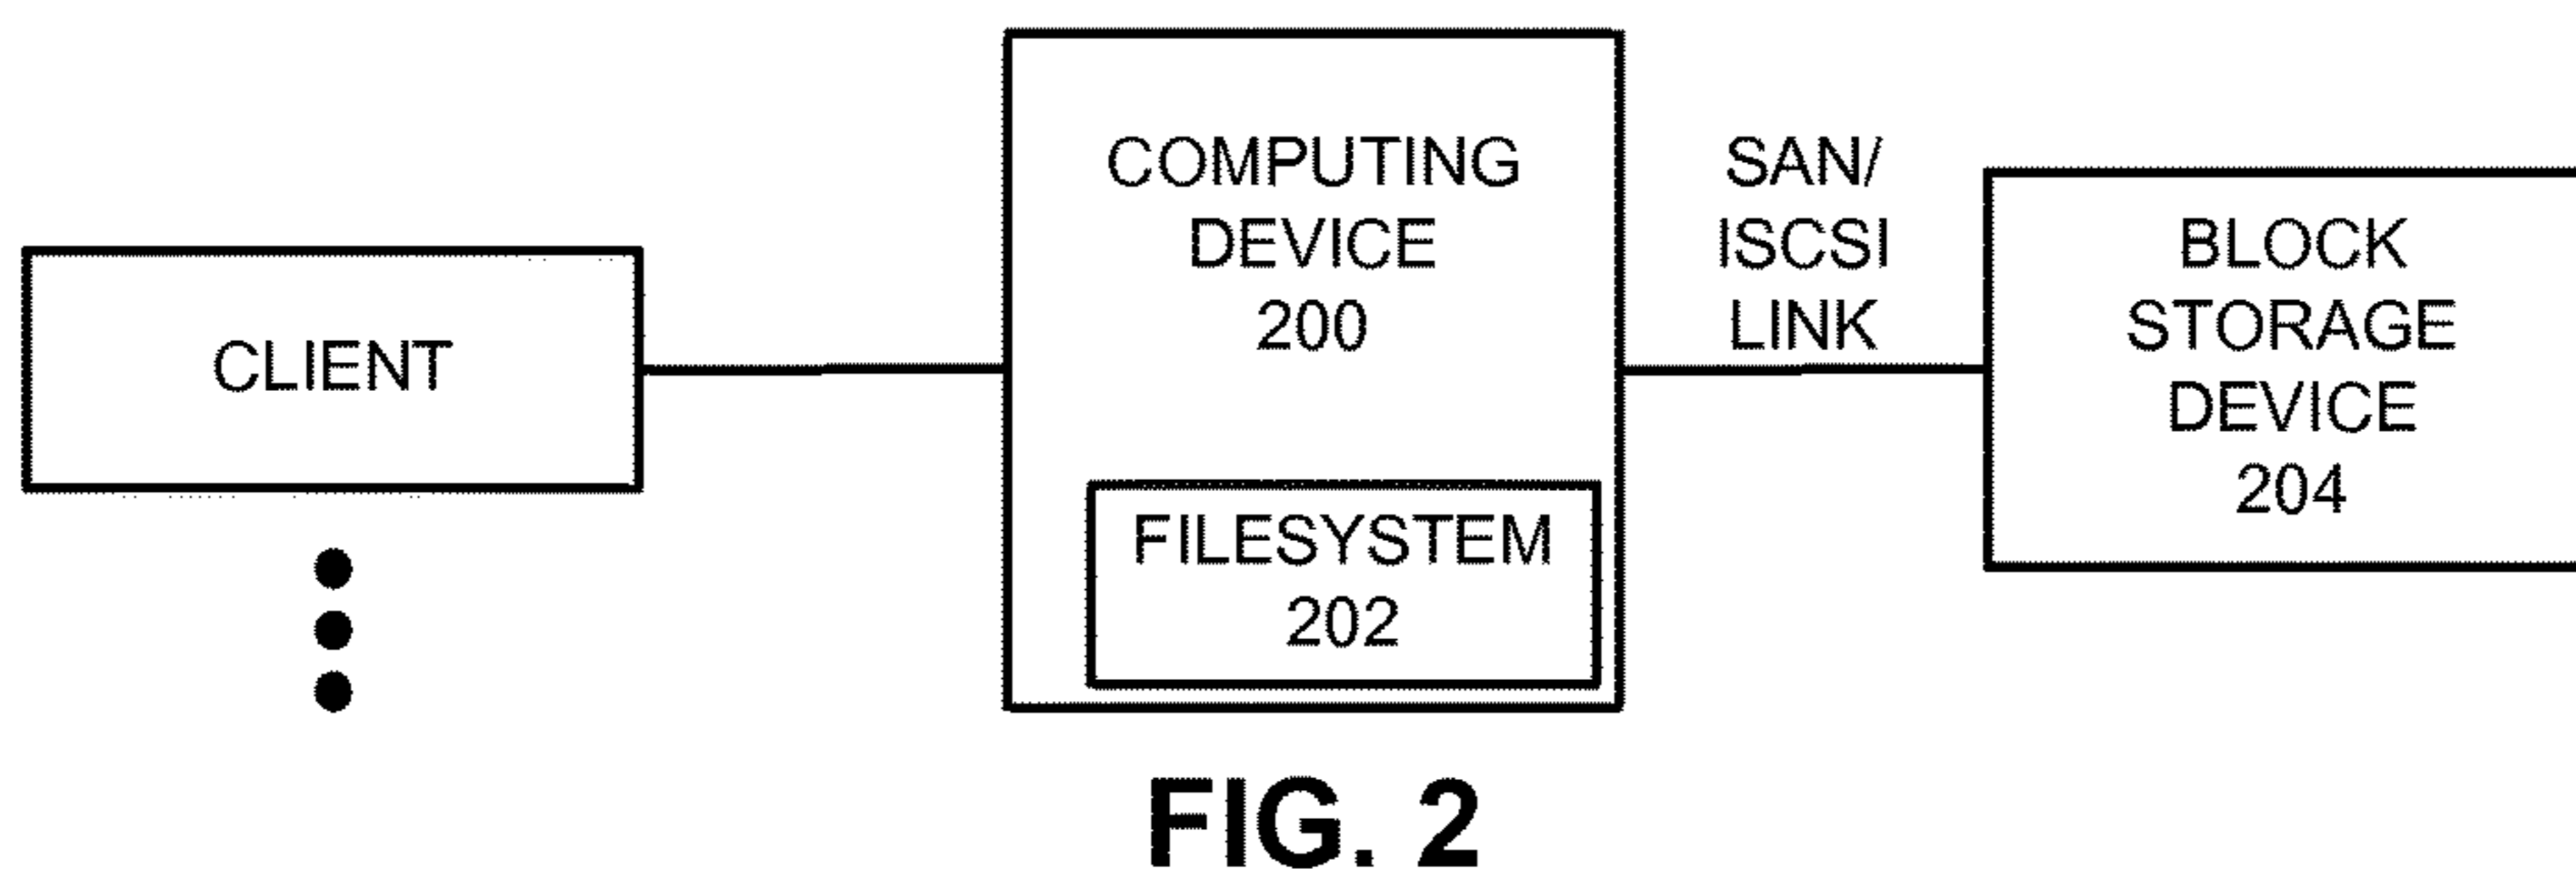 CLIENT
COMPUTING
DEVICE
200
FILESYSTEM
202
SAN/
ISCSI
LINK
BLOCK
STORAGE
DEVICE
204
FIG. 2